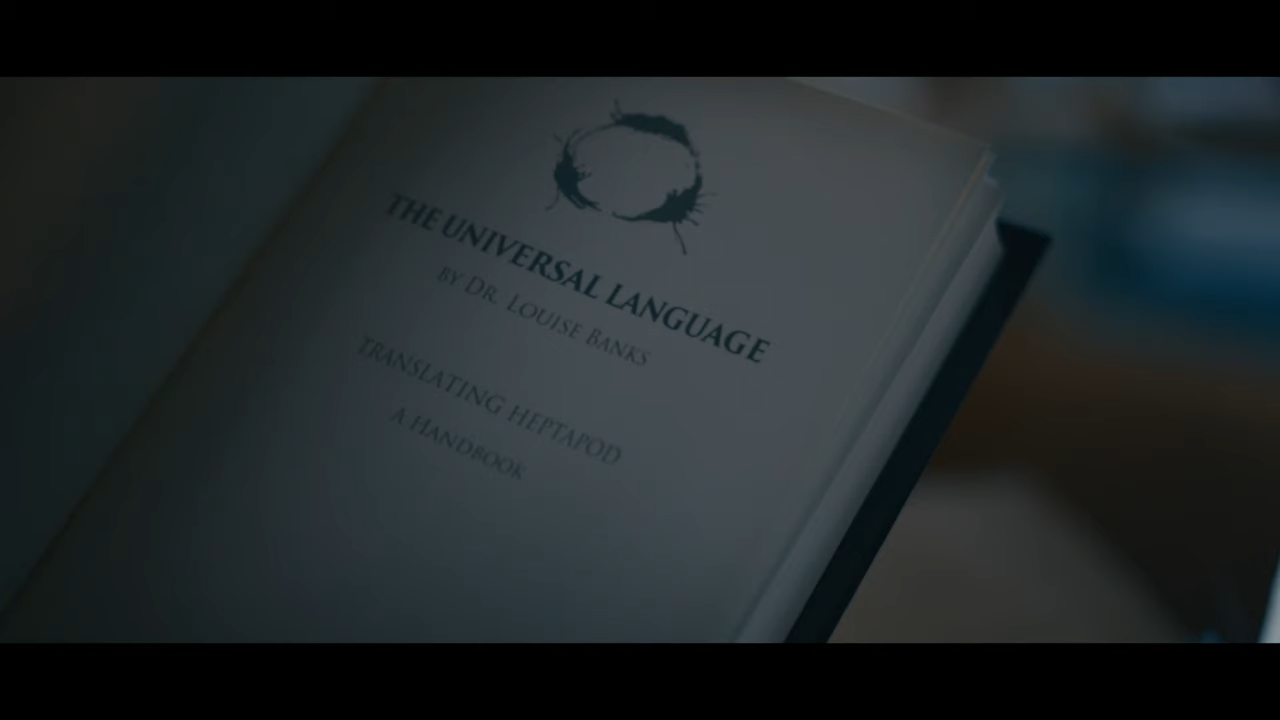 THE UNIVERSAL LANGUAGE
BY DR. LOUISE BANKS
TRANSLATING HEPTAPOD
A HANDBOOK